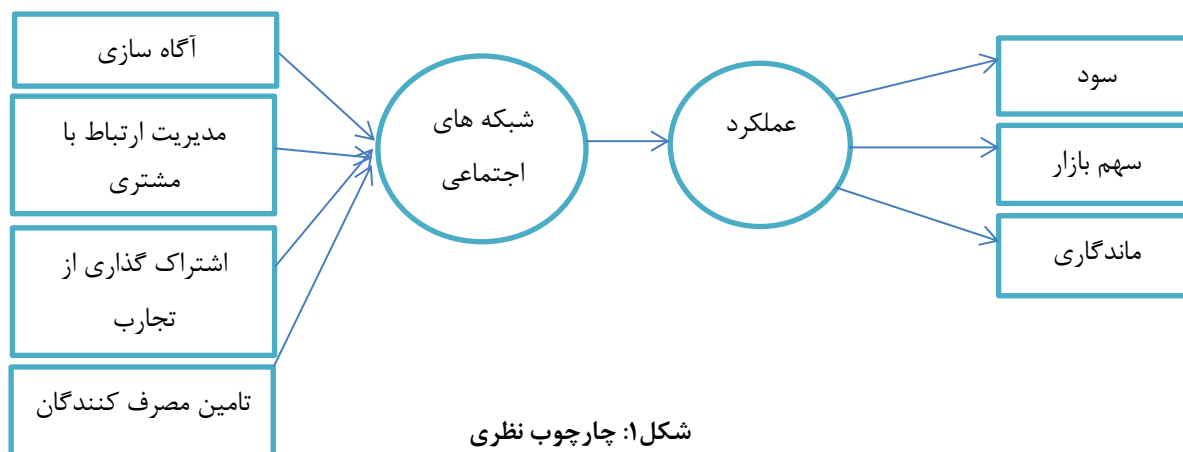 آگاه سازی
مدیریت ارتباط با
مشتری
اشتراک گذاری از
تجارب
تامین مصرف کنندگان
شبکه های
اجتماعی
عملکرد
سود
سهم بازار
ماندگاری
شکل۱: چارچوب نظری